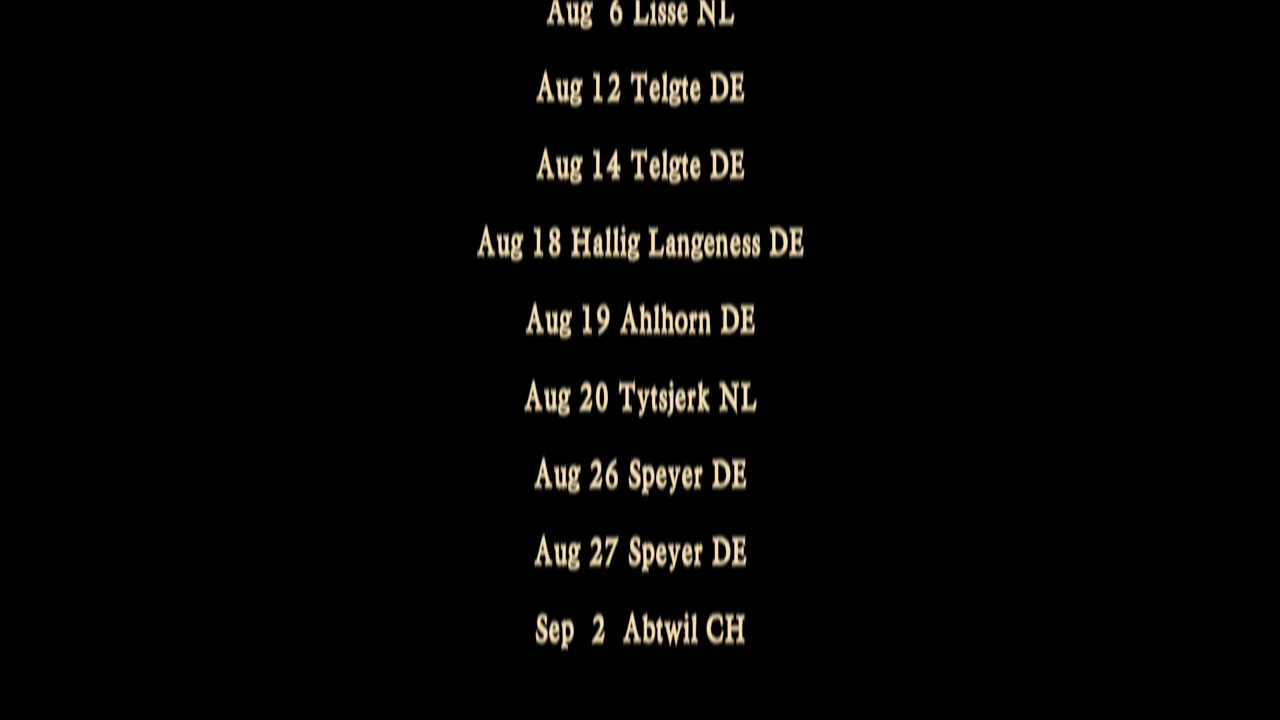 Aug  6 Lisse NL
Aug 12 Telgte DE
Aug 14 Telgte DE
Aug 18 Hallig Langeness DE
Aug 19 Ahlhorn DE
Aug 20 Tytsjerk NL
Aug 26 Speyer DE
Aug 27 Speyer DE
Sep  2  Abtwil CH